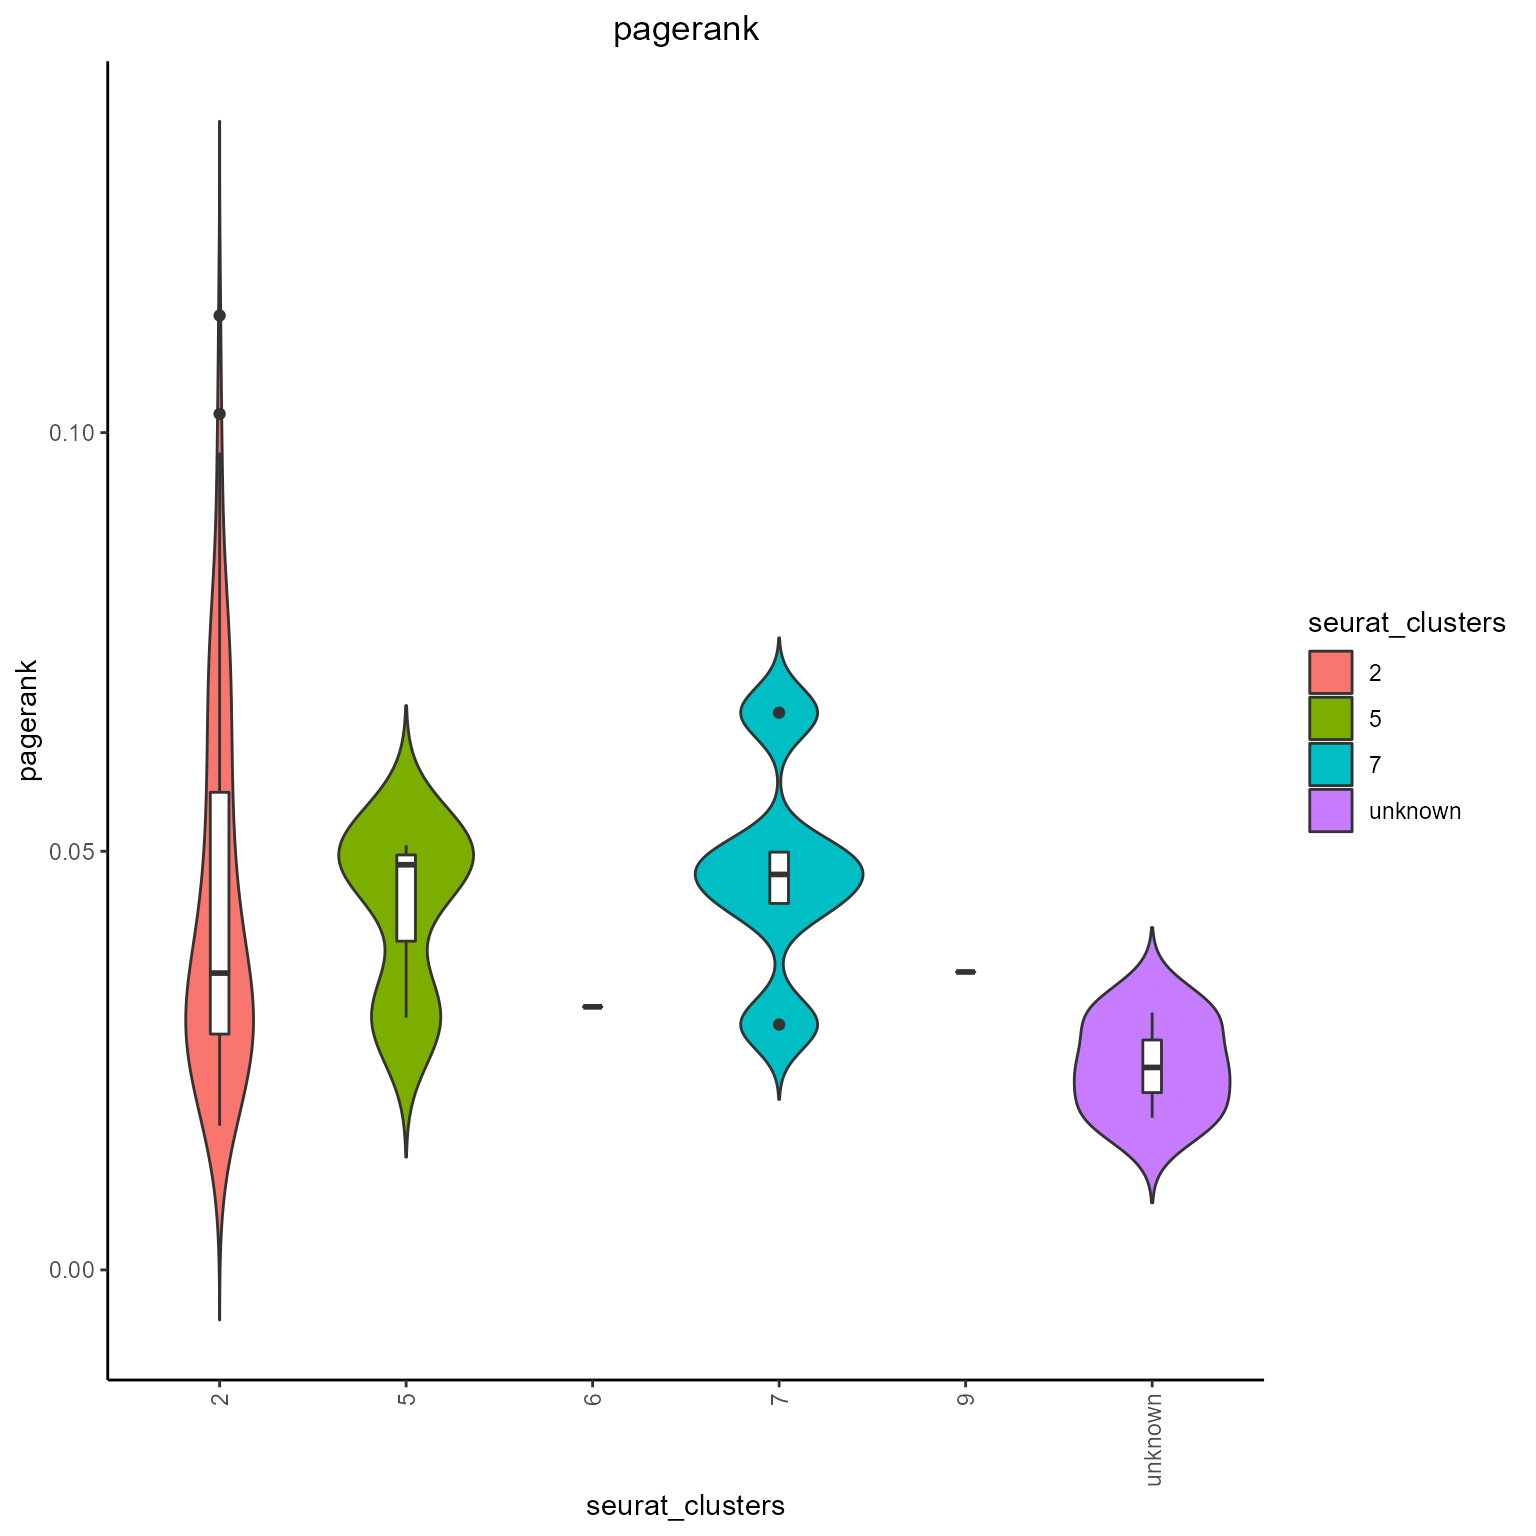 pagerank
pagerank
0.10
0.05
0.00
2
5
6
7
9
unknown
seurat_clusters
seurat_clusters
2
5
7
unknown